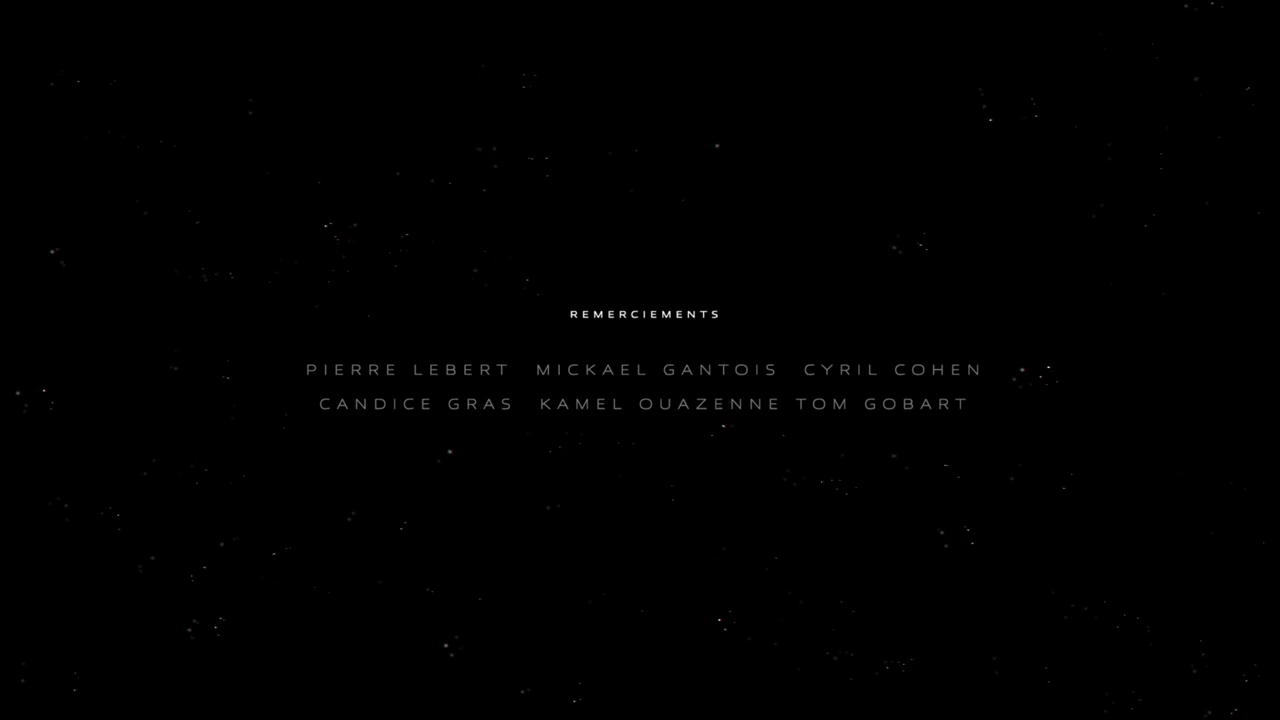 REMERCIEMENTS
PIERRE LEBERT MICKAEL GANTOIS CYRIL COHEN
CANDICE GRAS KAMEL OUAZENNE TOM GOBART